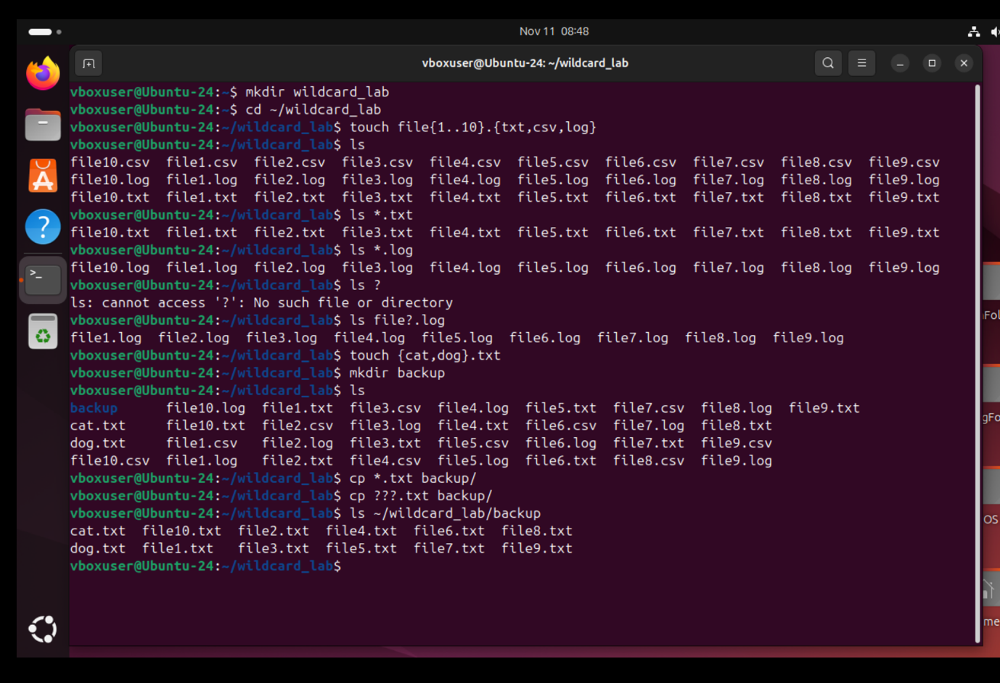 Nov 11 08:48
vboxuser@Ubuntu-24: ~/wildcard_lab
vboxuser@Ubuntu-24:~$ mkdir wildcard_lab
vboxuser@Ubuntu-24:~$ cd ~/wildcard_lab
vboxuser@Ubuntu-24:~/wildcard_lab$ touch file{1..10}.{txt,csv,log}
vboxuser@Ubuntu-24:~/wildcard_lab$ ls
file10.csv  file1.csv  file2.csv  file3.csv  file4.csv  file5.csv  file6.csv  file7.csv  file8.csv  file9.csv
file10.log  file1.log  file2.log  file3.log  file4.log  file5.log  file6.log  file7.log  file8.log  file9.log
file10.txt  file1.txt  file2.txt  file3.txt  file4.txt  file5.txt  file6.txt  file7.txt  file8.txt  file9.txt
vboxuser@Ubuntu-24:~/wildcard_lab$ ls *.txt
file10.txt  file1.txt  file2.txt  file3.txt  file4.txt  file5.txt  file6.txt  file7.txt  file8.txt  file9.txt
vboxuser@Ubuntu-24:~/wildcard_lab$ ls *.log
file10.log  file1.log  file2.log  file3.log  file4.log  file5.log  file6.log  file7.log  file8.log  file9.log
vboxuser@Ubuntu-24:~/wildcard_lab$ ls ?
ls: cannot access '?': No such file or directory
vboxuser@Ubuntu-24:~/wildcard_lab$ ls file?.log
file1.log  file2.log  file3.log  file4.log  file5.log  file6.log  file7.log  file8.log  file9.log
vboxuser@Ubuntu-24:~/wildcard_lab$ touch {cat,dog}.txt
vboxuser@Ubuntu-24:~/wildcard_lab$ mkdir backup
vboxuser@Ubuntu-24:~/wildcard_lab$ ls
backup      file10.log  file1.txt  file3.csv  file4.log  file5.txt  file7.csv  file8.log  file9.txt
cat.txt     file10.txt  file2.csv  file3.log  file4.txt  file6.csv  file7.log  file8.txt
dog.txt     file1.csv   file2.log  file3.txt  file5.csv  file6.log  file7.txt  file9.csv
file10.csv  file1.log   file2.txt  file4.csv  file5.log  file6.txt  file8.csv  file9.log
vboxuser@Ubuntu-24:~/wildcard_lab$ cp *.txt backup/
vboxuser@Ubuntu-24:~/wildcard_lab$ cp ???.txt backup/
vboxuser@Ubuntu-24:~/wildcard_lab$ ls ~/wildcard_lab/backup
cat.txt  file10.txt  file2.txt  file4.txt  file6.txt  file8.txt
dog.txt  file1.txt   file3.txt  file5.txt  file7.txt  file9.txt
vboxuser@Ubuntu-24:~/wildcard_lab$